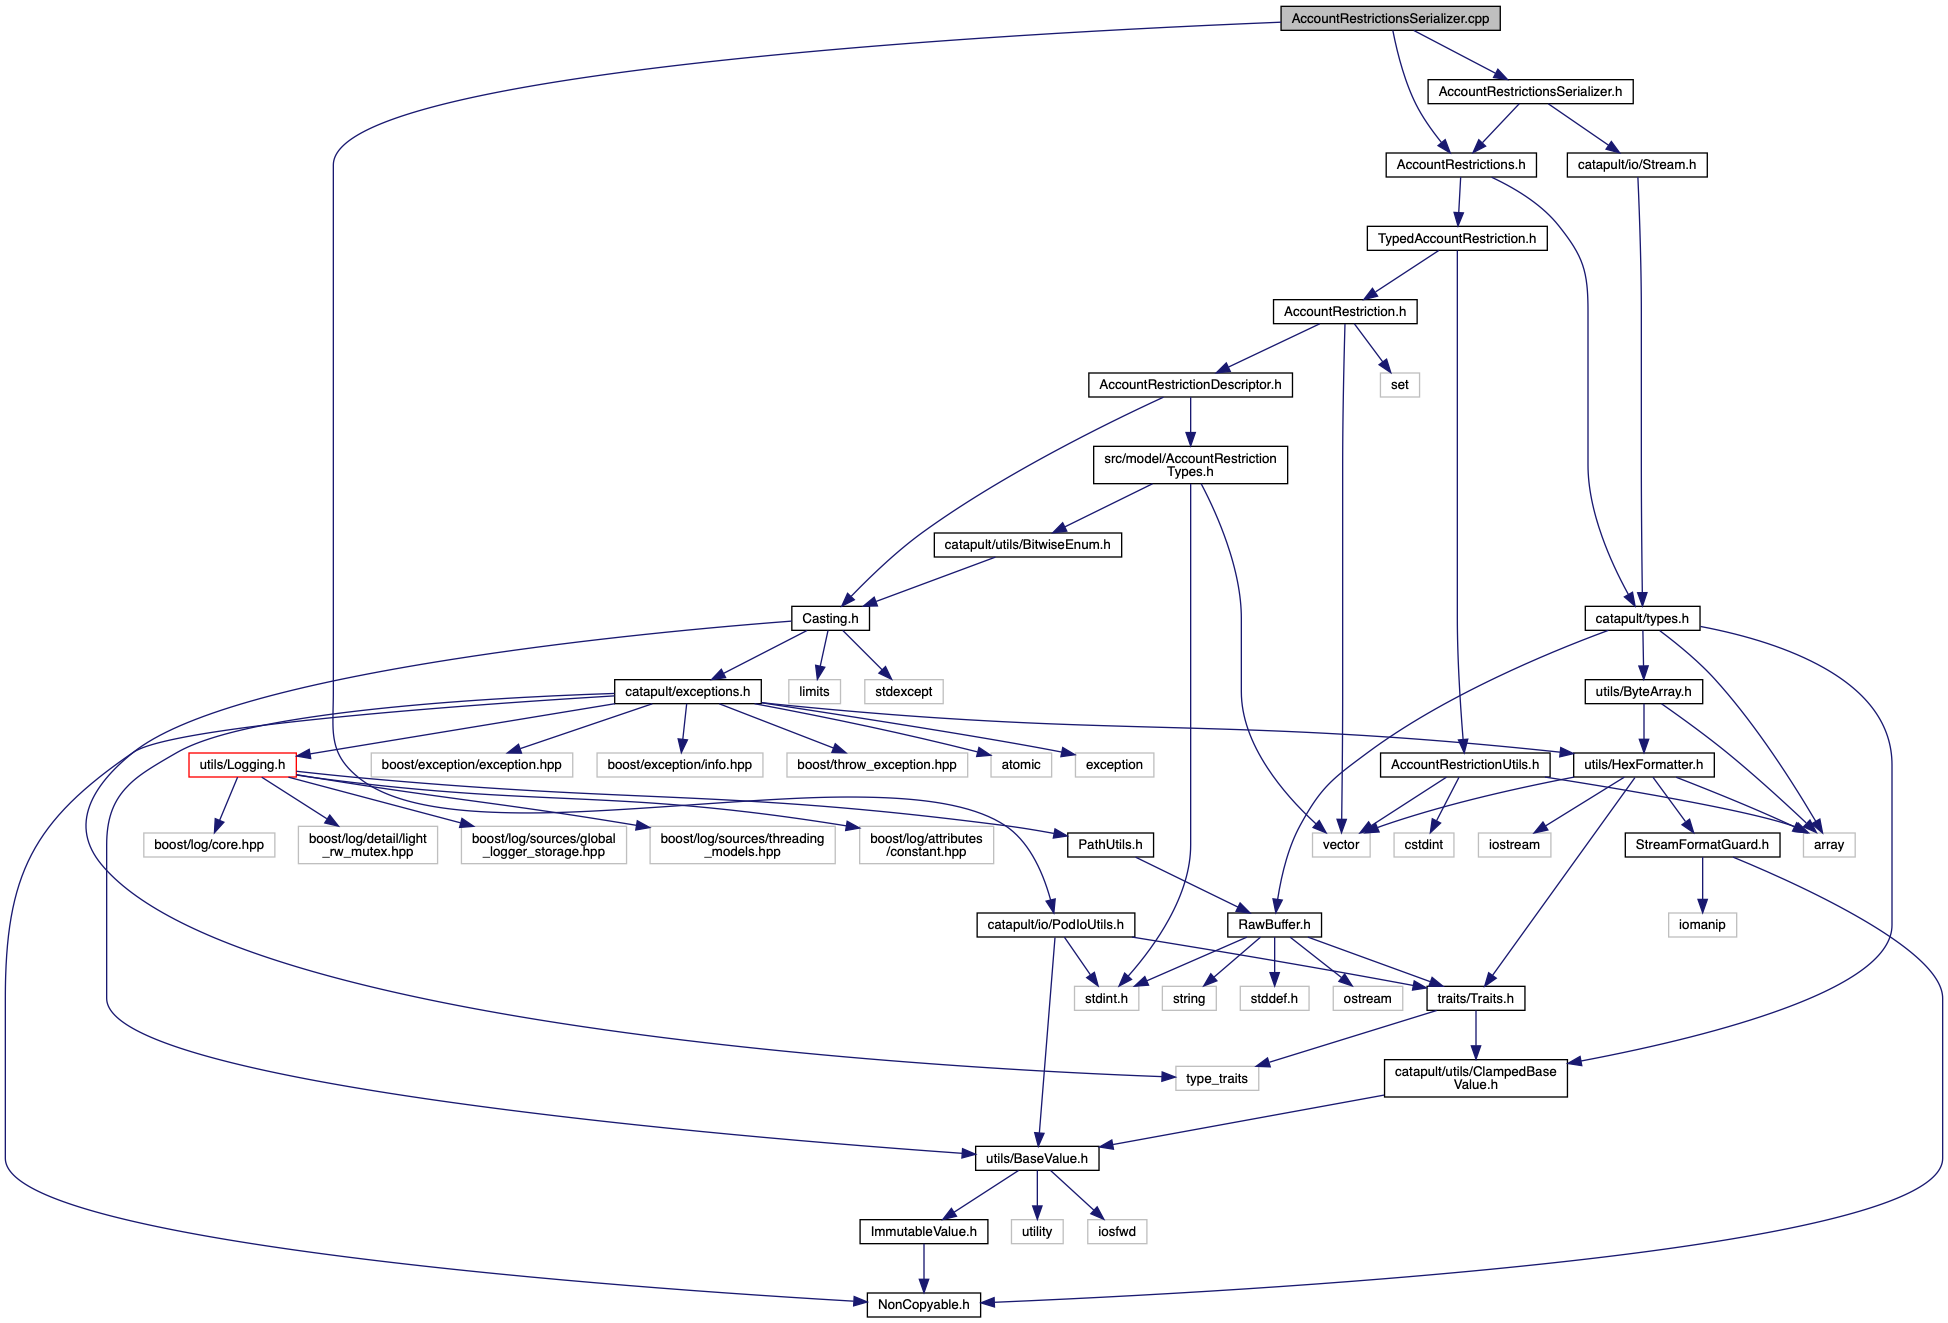 AccountRestrictionsSerializer.cpp
AccountRestrictionsSerializer.h
AccountRestrictions.h
catapult/io/Stream.h
TypedAccountRestriction.h
AccountRestriction.h
AccountRestrictionDescriptor.h
set
src/model/AccountRestriction
Types.h
catapult/utils/BitwiseEnum.h
Casting.h
catapult/types.h
catapult/exceptions.h
limits
stdexcept
utils/ByteArray.h
utils/Logging.h
boost/exception/exception.hpp
boost/exception/info.hpp
boost/throw_exception.hpp
atomic
exception
AccountRestrictionUtils.h
utils/HexFormatter.h
boost/log/core.hpp
boost/log/detail/light
_rw_mutex.hpp
boost/log/sources/global
_logger_storage.hpp
boost/log/sources/threading
_models.hpp
boost/log/attributes
/constant.hpp
PathUtils.h
vector
cstdint
iostream
StreamFormatGuard.h
array
catapult/io/PodIoUtils.h
RawBuffer.h
iomanip
stdint.h
string
stddef.h
ostream
traits/Traits.h
type_traits
catapult/utils/ClampedBase
Value.h
utils/BaseValue.h
ImmutableValue.h
utility
iosfwd
NonCopyable.h